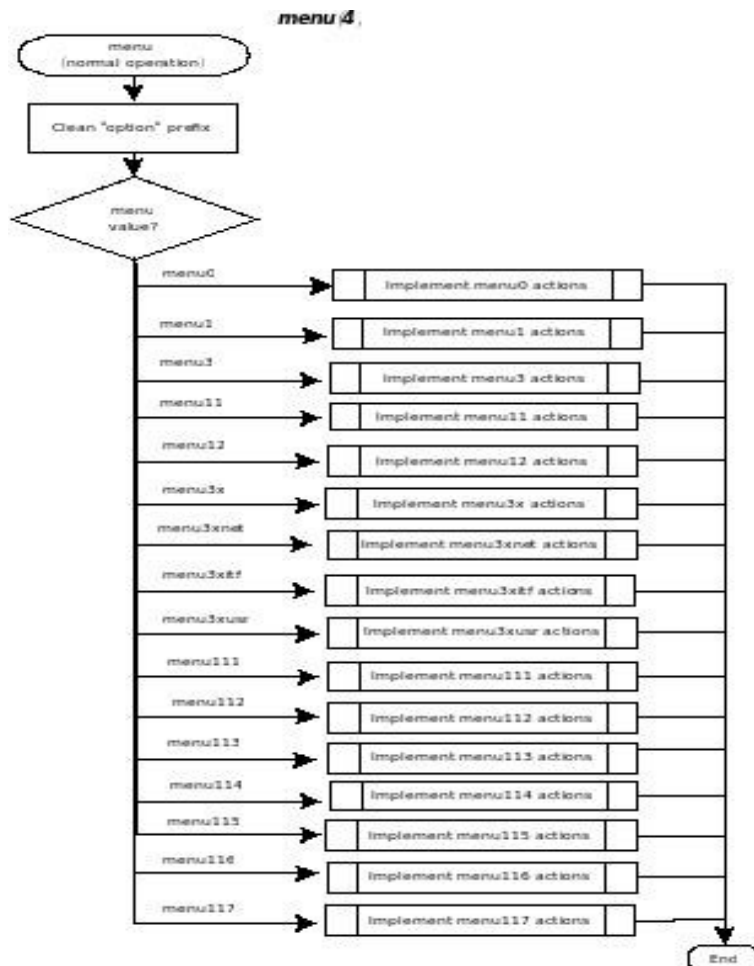 menu(4)
menu
(normal operation)
Clean "option" prefix
menu
value?
menu0
Implement menu0 actions
menu1
Implement menu1 actions
menu3
Implement menu3 actions
menu11
Implement menu11 actions
menu12
Implement menu12 actions
menu3x
Implement menu3x actions
menu3xnet
Implement menu3xnet actions
menu3xitf
Implement menu3xitf actions
menu3xusr
Implement menu3xusr actions
menu111
Implement menu111 actions
menu112
Implement menu112 actions
menu113
Implement menu113 actions
menu114
Implement menu114 actions
menu115
Implement menu115 actions
menu116
Implement menu116 actions
menu117
Implement menu117 actions
End